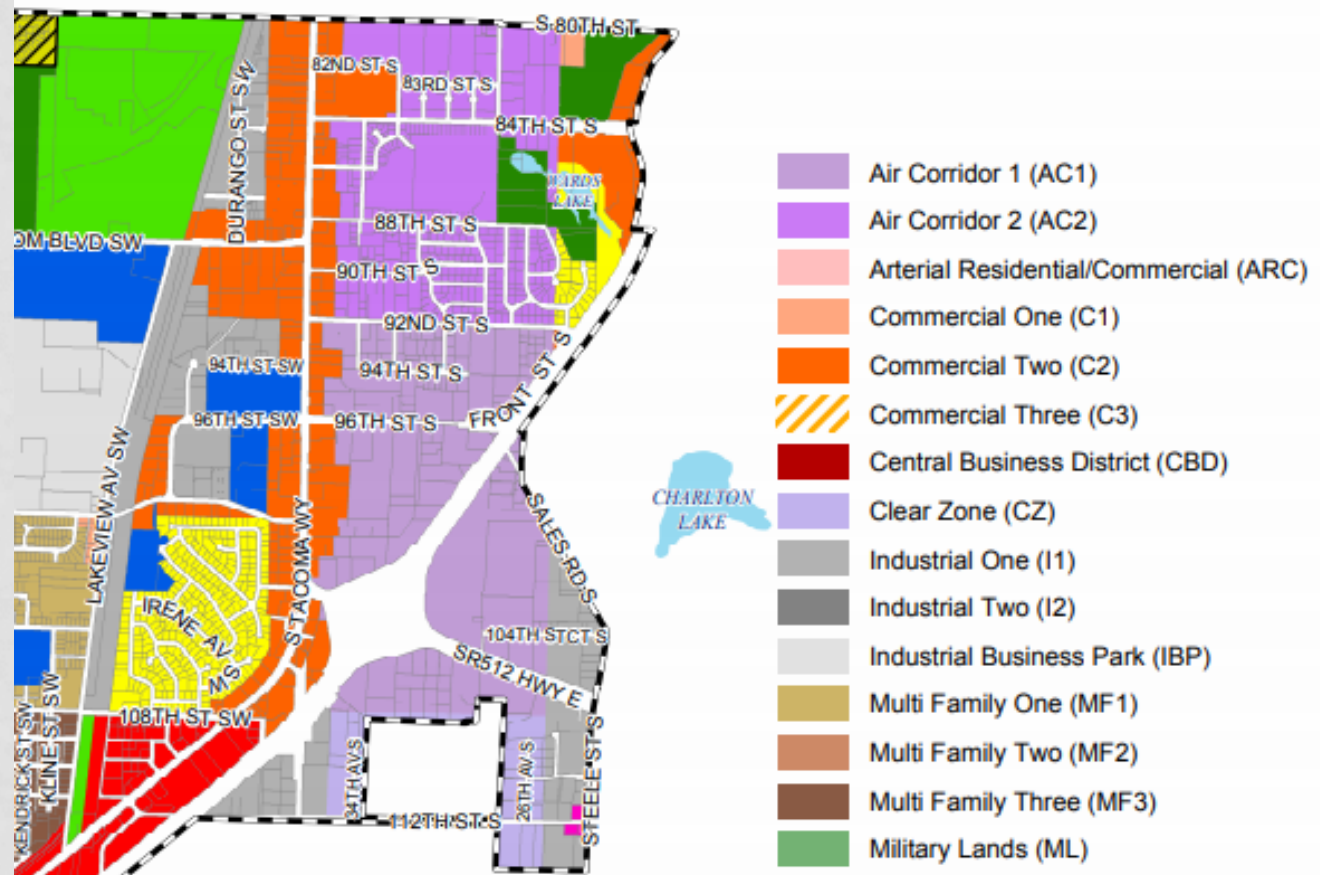 S 80TH ST
82ND ST S
83RD ST S
DURANGO ST SW
84TH ST S
WARDS
LAKE
88TH ST S
OM BLVD SW
90TH ST S
92ND ST S
94TH ST SW
94TH ST S
FRONT ST S
96TH ST SW
96TH ST S
LAKEVIEW AV SW
CHARLTON
LAKE
SALES RD S
S TACOMA WY
IRENE AV SW
104TH STCT S
SR512 HWY E
108TH ST SW
KENDRICK ST SW
KLINE ST SW
34TH AV S
26TH AV S
STEELE ST S
112TH ST S
Air Corridor 1 (AC1)
Air Corridor 2 (AC2)
Arterial Residential/Commercial (ARC)
Commercial One (C1)
Commercial Two (C2)
Commercial Three (C3)
Central Business District (CBD)
Clear Zone (CZ)
Industrial One (I1)
Industrial Two (I2)
Industrial Business Park (IBP)
Multi Family One (MF1)
Multi Family Two (MF2)
Multi Family Three (MF3)
Military Lands (ML)